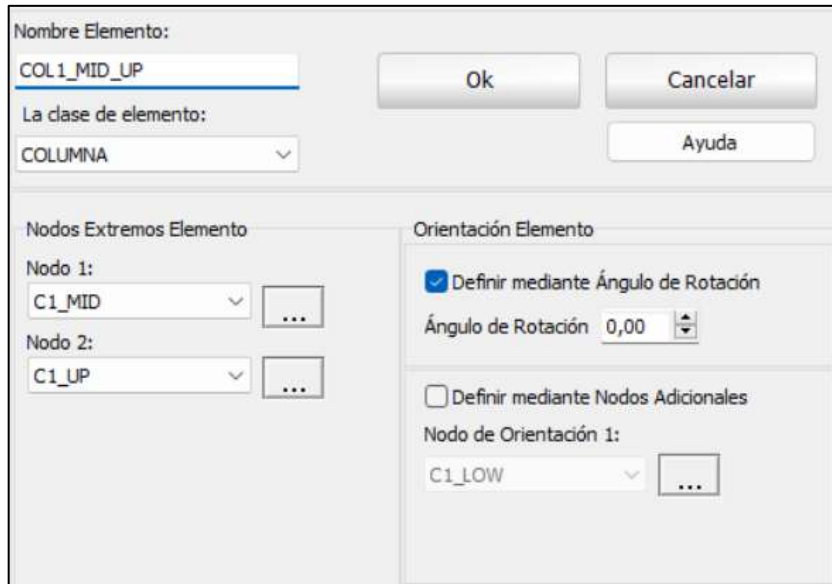 Nombre Elemento:
COL1_MID_UP
Ok
Cancelar
La clase de elemento:
COLUMNA
Ayuda
Nodos Extremos Elemento
Nodo 1:
C1_MID
...
Nodo 2:
C1_UP
...
Orientación Elemento
Definir mediante Ángulo de Rotación
Ángulo de Rotación 0,00
Definir mediante Nodos Adicionales
Nodo de Orientación 1:
C1_LOW
...